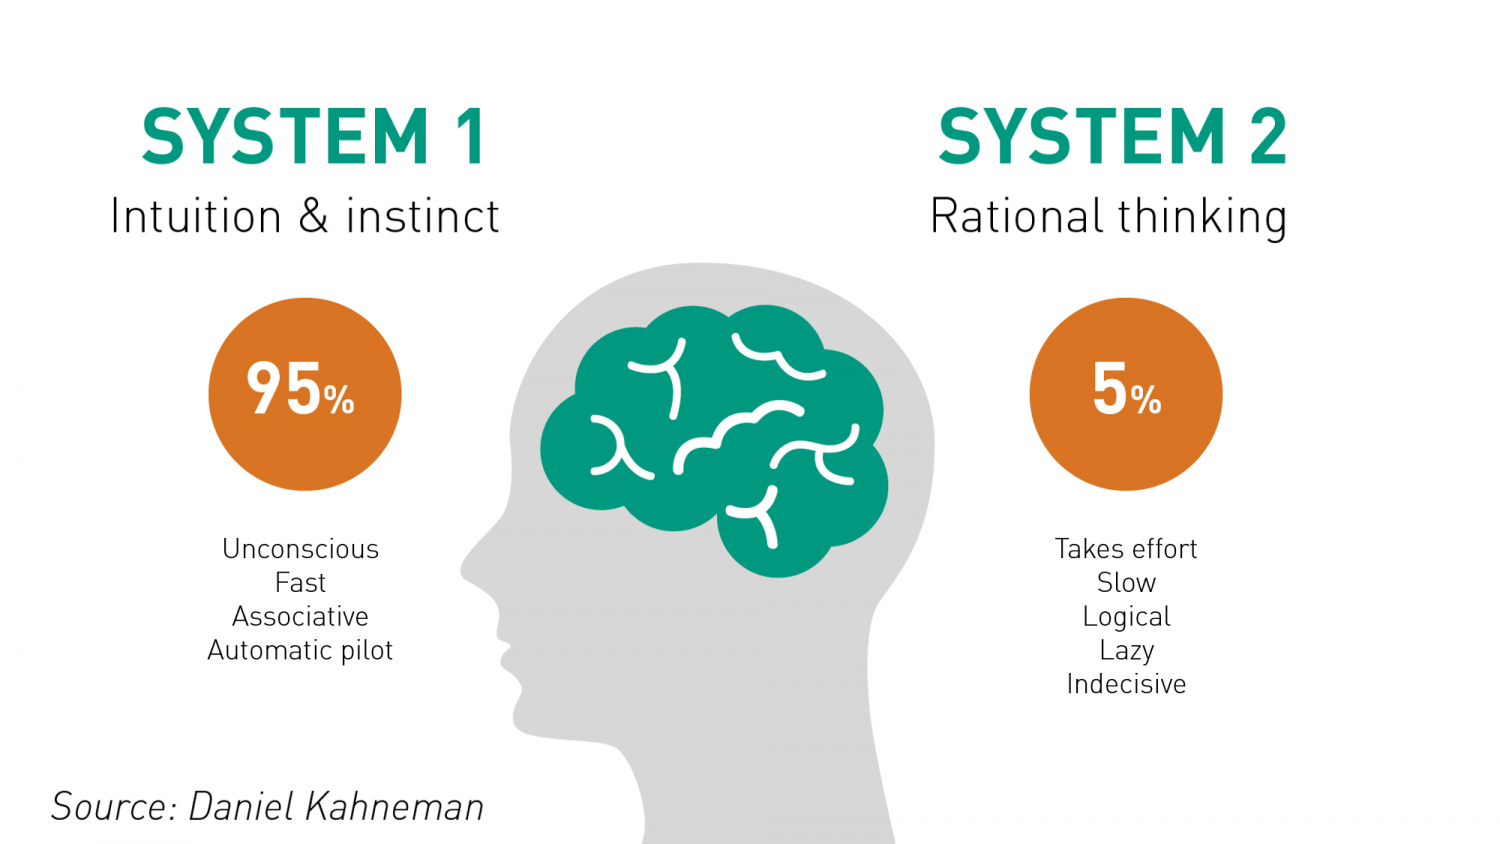 SYSTEM 1
Intuition & instinct
95%
Unconscious
Fast
Associative
Automatic pilot
SYSTEM 2
Rational thinking
5%
Takes effort
Slow
Logical
Lazy
Indecisive
Source: Daniel Kahneman